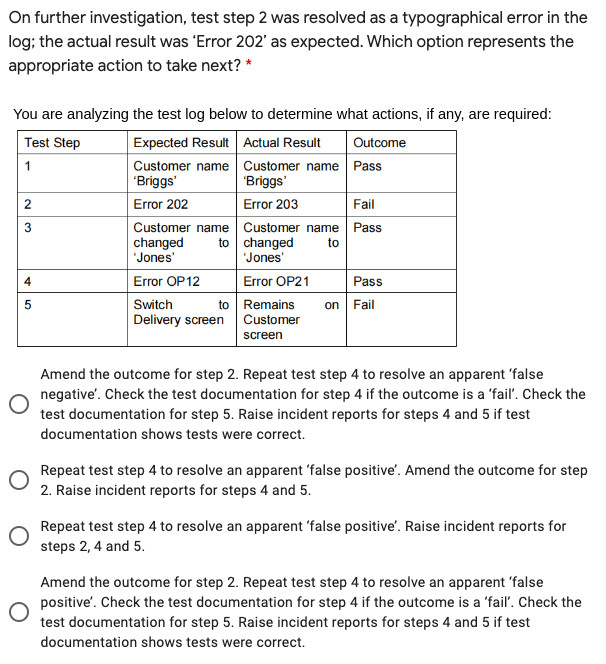 On further investigation, test step 2 was resolved as a typographical error in the
log; the actual result was 'Error 202' as expected. Which option represents the
appropriate action to take next? *
You are analyzing the test log below to determine what actions, if any, are required:
Test Step Expected Result Actual Result Outcome
1 Customer name Customer name Pass
'Briggs' 'Briggs'
2 Error 202 Error 203 Fail
3 Customer name Customer name Pass
changed to changed to
'Jones' 'Jones'
4 Error OP12 Error OP21 Pass
5 Switch to Remains on Fail
Delivery screen Customer
screen
Amend the outcome for step 2. Repeat test step 4 to resolve an apparent 'false
negative'. Check the test documentation for step 4 if the outcome is a 'fail'. Check the
test documentation for step 5. Raise incident reports for steps 4 and 5 if test
documentation shows tests were correct.
Repeat test step 4 to resolve an apparent 'false positive'. Amend the outcome for step
2. Raise incident reports for steps 4 and 5.
Repeat test step 4 to resolve an apparent 'false positive'. Raise incident reports for
steps 2, 4 and 5.
Amend the outcome for step 2. Repeat test step 4 to resolve an apparent 'false
positive'. Check the test documentation for step 4 if the outcome is a 'fail'. Check the
test documentation for step 5. Raise incident reports for steps 4 and 5 if test
documentation shows tests were correct.